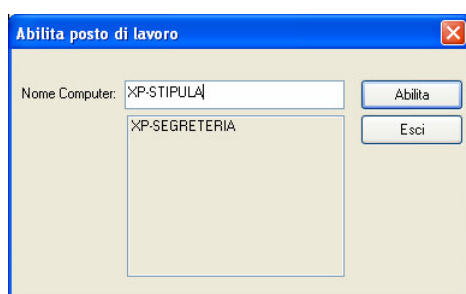 Abilita posto di lavoro
Nome Computer: XP-STIPULA Abilita
XP-SEGRETERIA Esci